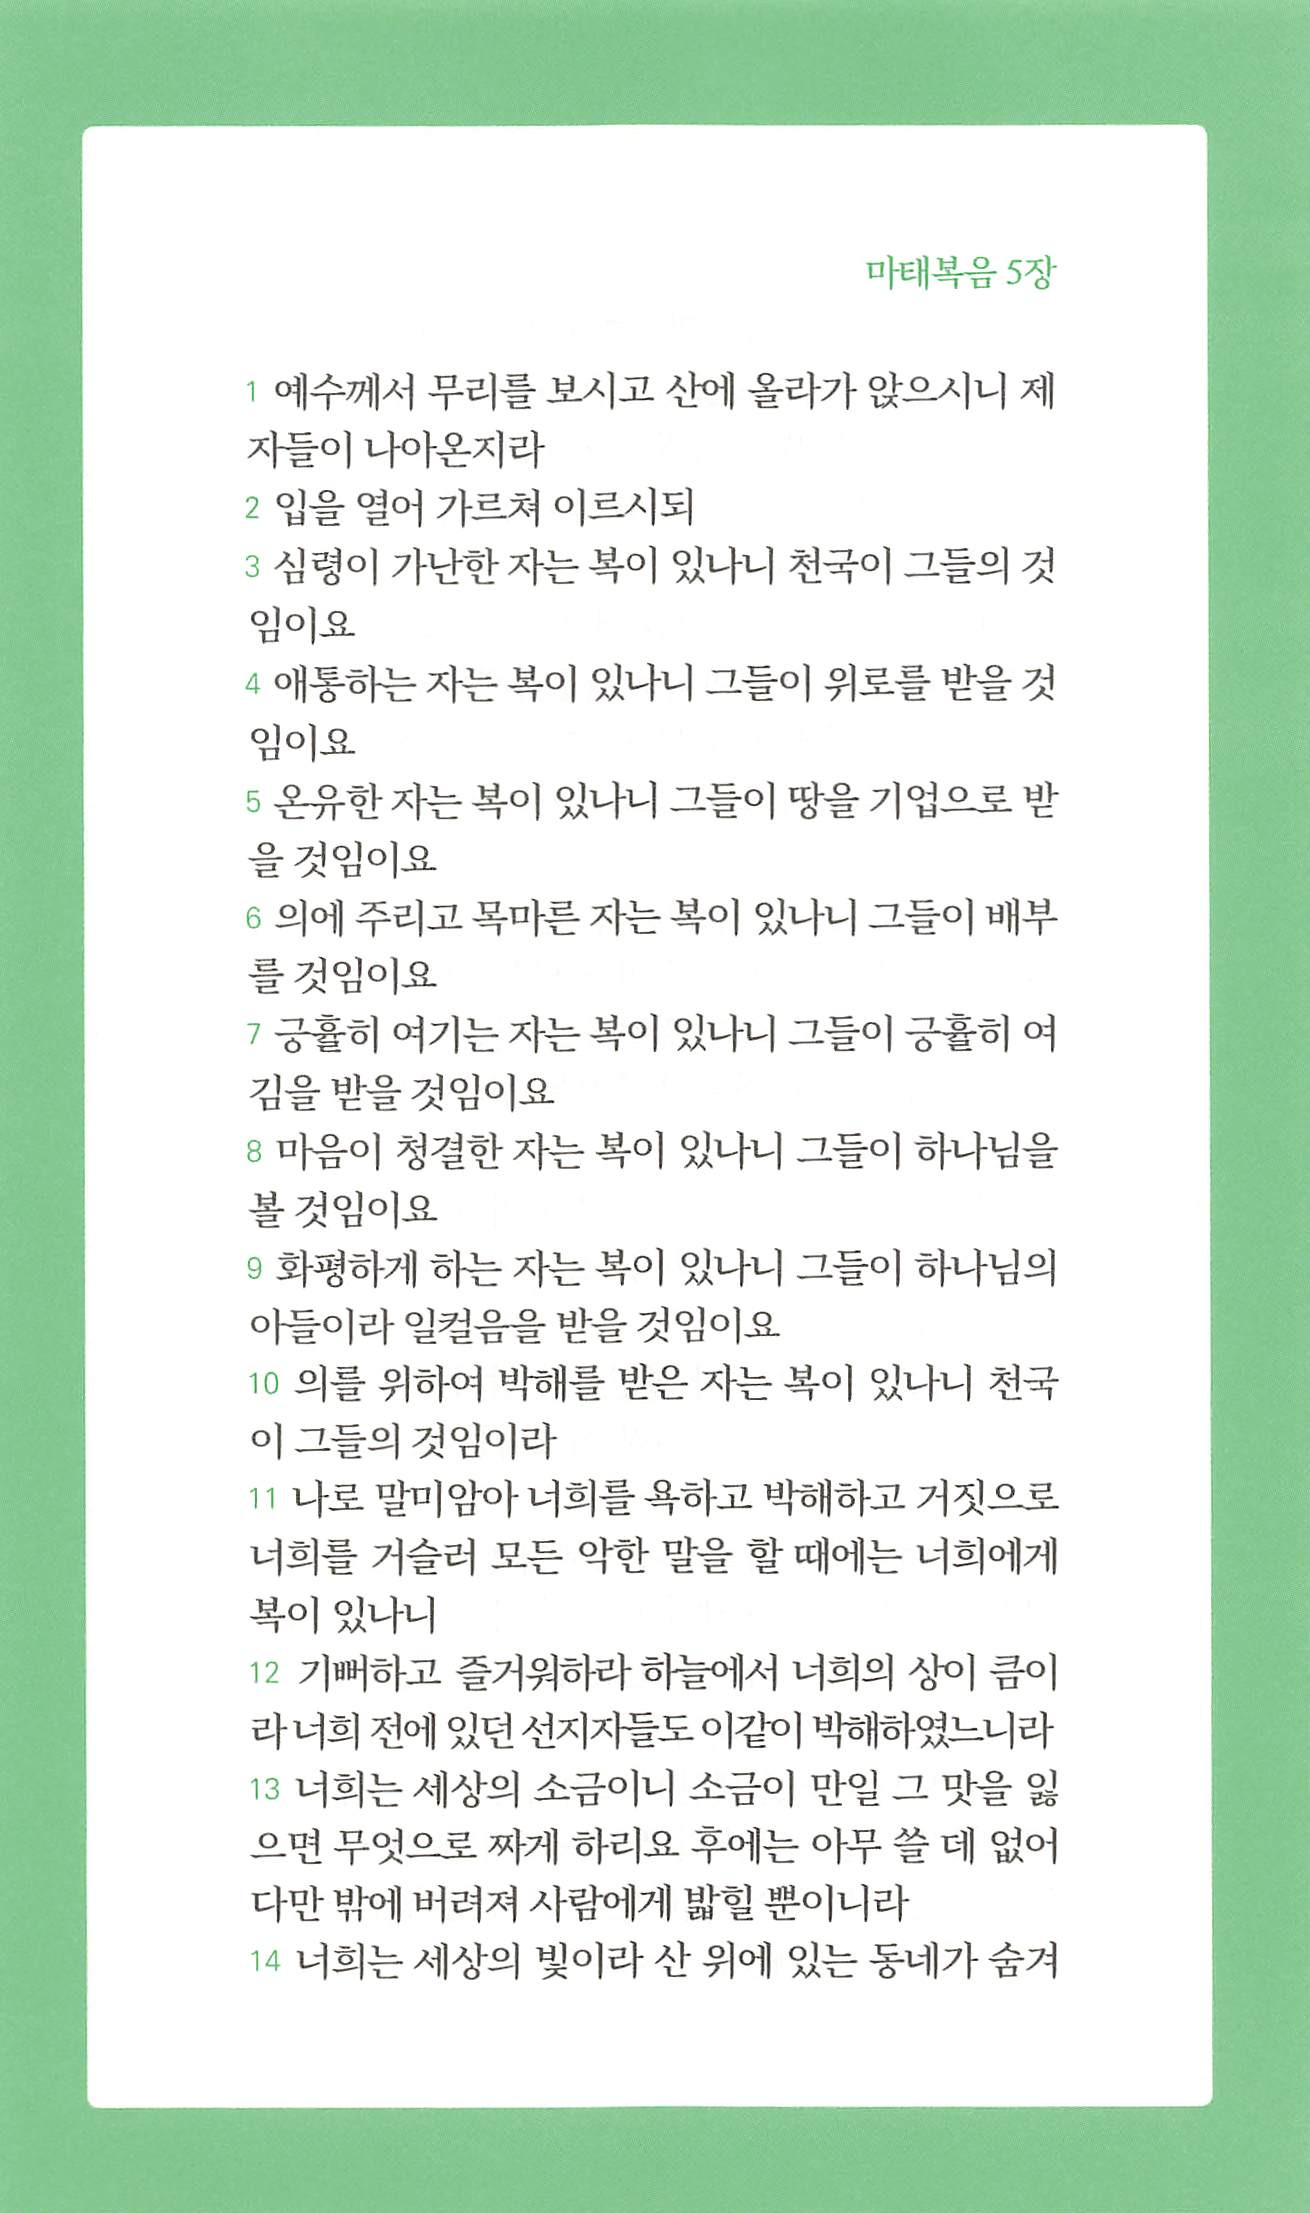 마태복음 5장
1 예수께서 무리를 보시고 산에 올라가 앉으시니 제
자들이 나아온지라
2 입을 열어 가르쳐 이르시되
3 심령이 가난한 자는 복이 있나니 천국이 그들의 것
임이요
4 애통하는 자는 복이 있나니 그들이 위로를 받을 것
임이요
5 온유한 자는 복이 있나니 그들이 땅을 기업으로 받
을 것임이요
6 의에 주리고 목마른 자는 복이 있나니 그들이 배부
를 것임이요
7 긍휼히 여기는 자는 복이 있나니 그들이 긍휼히 여
김을 받을 것임이요
8 마음이 청결한 자는 복이 있나니 그들이 하나님을
볼 것임이요
9 화평하게 하는 자는 복이 있나니 그들이 하나님의
아들이라 일컬음을 받을 것임이요
10 의를 위하여 박해를 받은 자는 복이 있나니 천국
이 그들의 것임이라
11 나로 말미암아 너희를 욕하고 박해하고 거짓으로
너희를 거슬러 모든 악한 말을 할 때에는 너희에게
복이 있나니
12 기뻐하고 즐거워하라 하늘에서 너희의 상이 큼이
라 너희 전에 있던 선지자들도 이같이 박해하였느니라
13 너희는 세상의 소금이니 소금이 만일 그 맛을 잃
으면 무엇으로 짜게 하리요 후에는 아무 쓸 데 없어
다만 밖에 버려져 사람에게 밟힐 뿐이니라
14 너희는 세상의 빛이라 산 위에 있는 동네가 숨겨